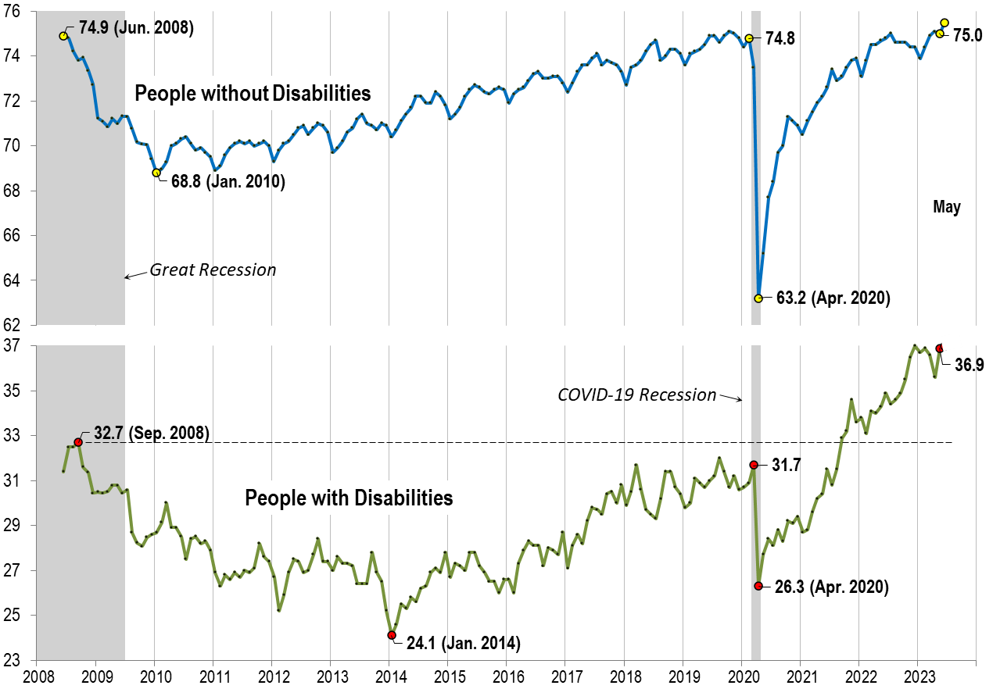 76
74.9 (Jun. 2008)
74.8
75.0
74
People without Disabilities
72
70
68.8 (Jan. 2010)
68
May
66
Great Recession
64
63.2 (Apr. 2020)
62
37
36.9
35
COVID-19 Recession
33
32.7 (Sep. 2008)
31.7
31
People with Disabilities
29
27
26.3 (Apr. 2020)
25
24.1 (Jan. 2014)
23
2008 2009 2010 2011 2012 2013 2014 2015 2016 2017 2018 2019 2020 2021 2022 2023